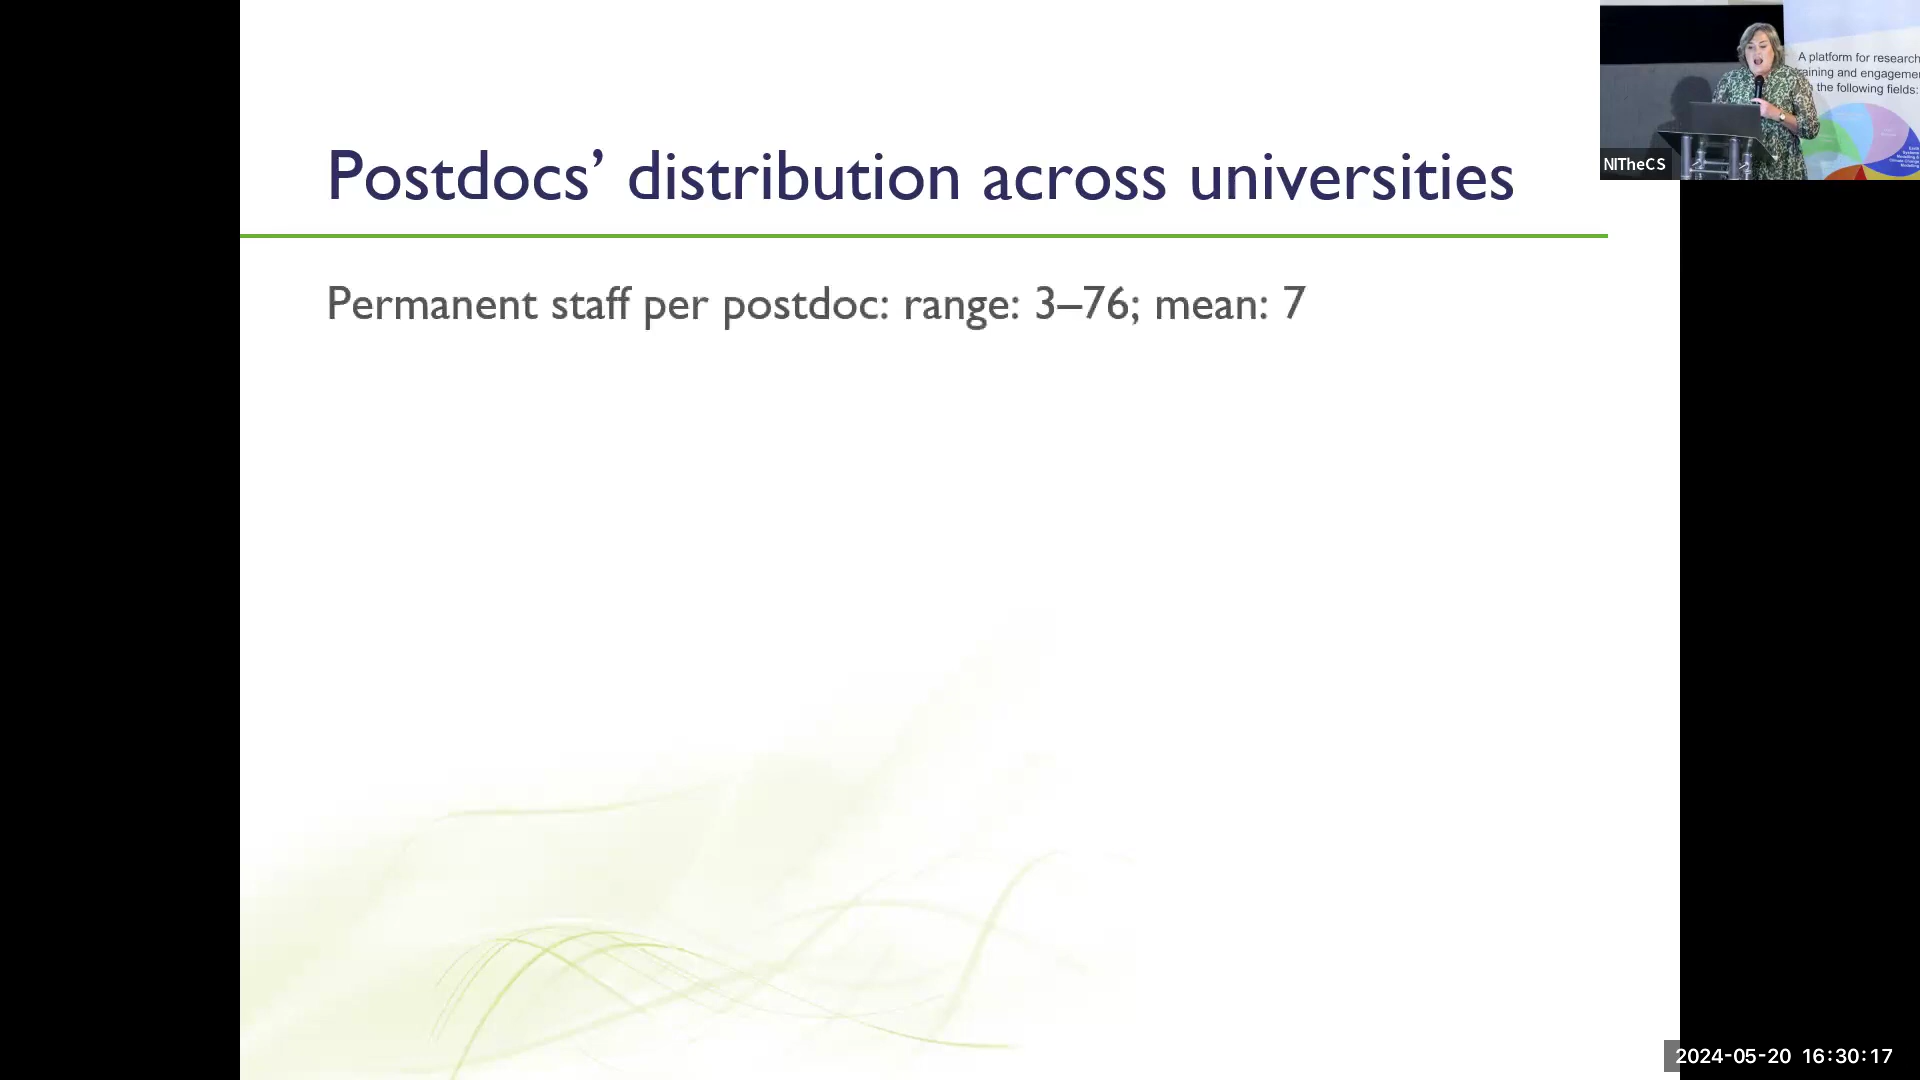 Postdocs’ distribution across universities
Permanent staff per postdoc: range: 3–76; mean: 7
A platform for research
training and engagemen
the following fields:
NITheCS
2024-05-20 16:30:17